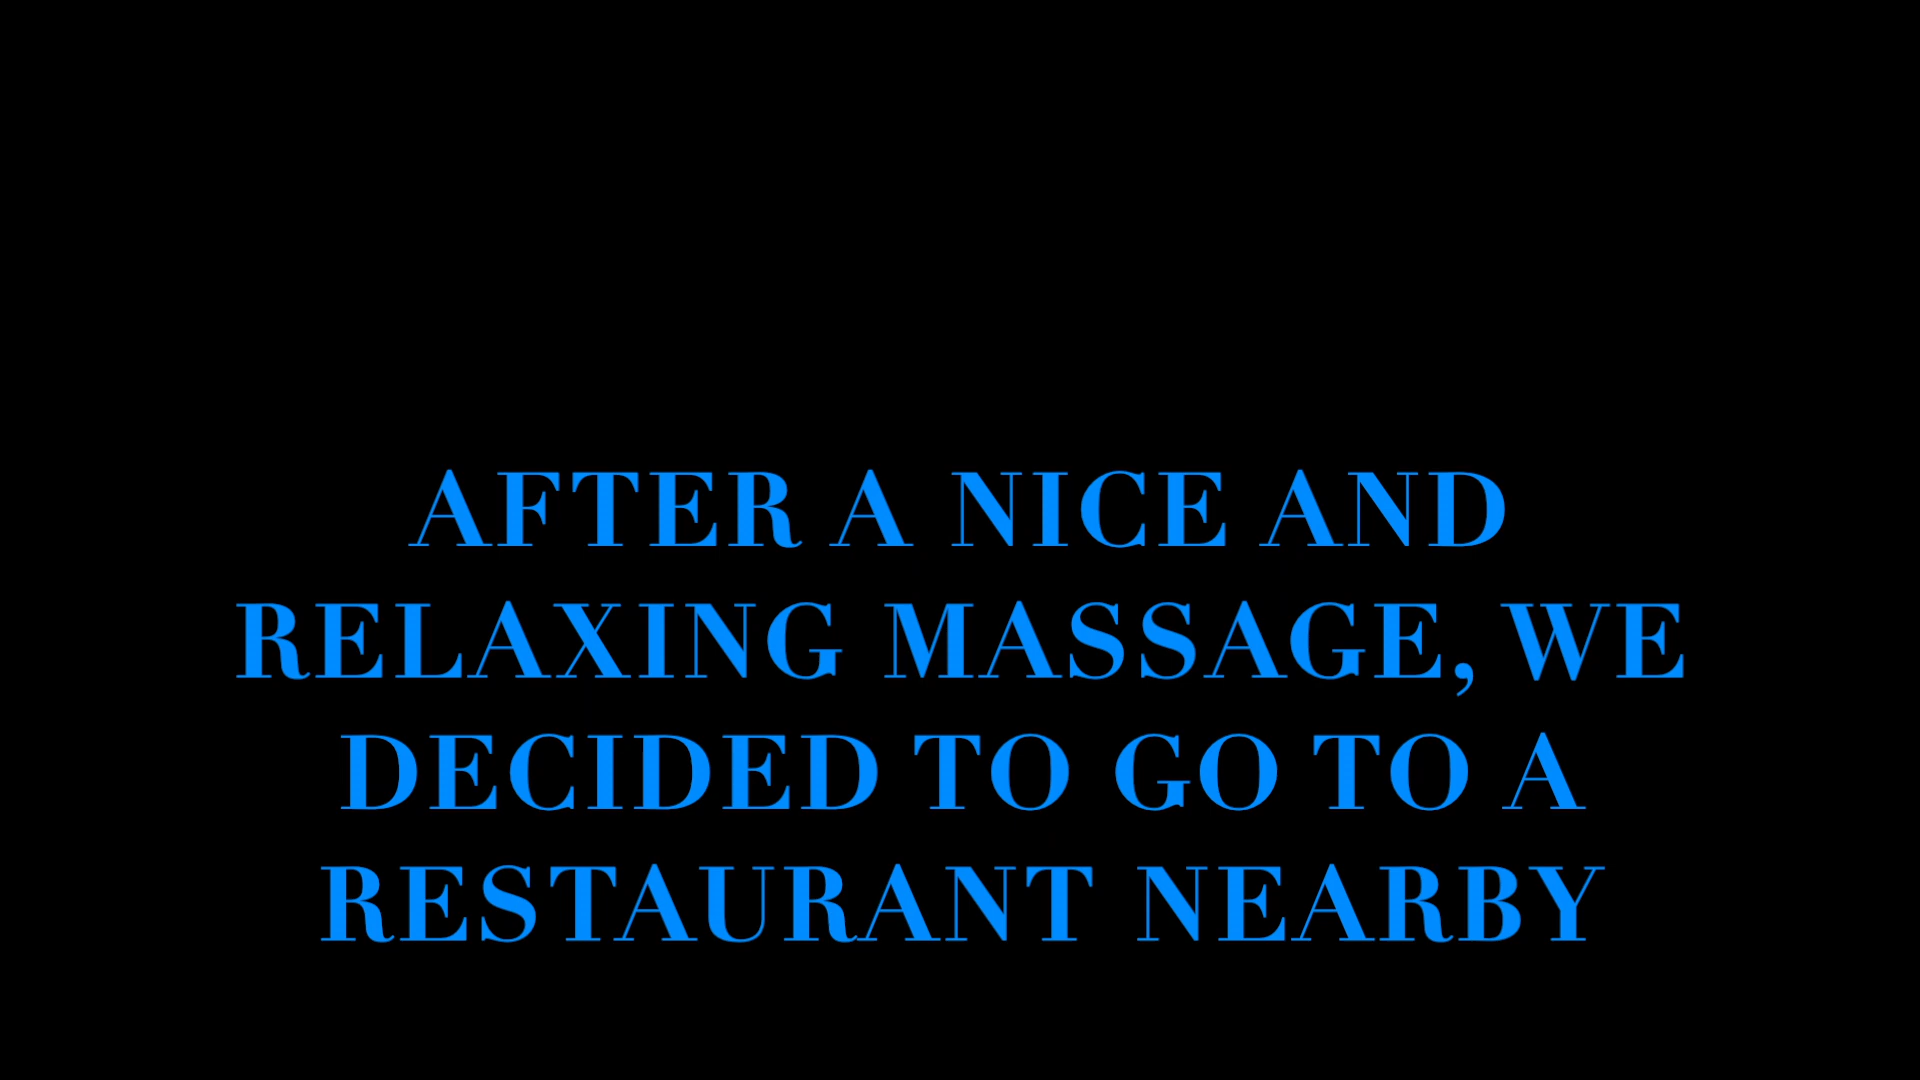 AFTER A NICE AND
RELAXING MASSAGE, WE
DECIDED TO GO TO A
RESTAURANT NEARBY